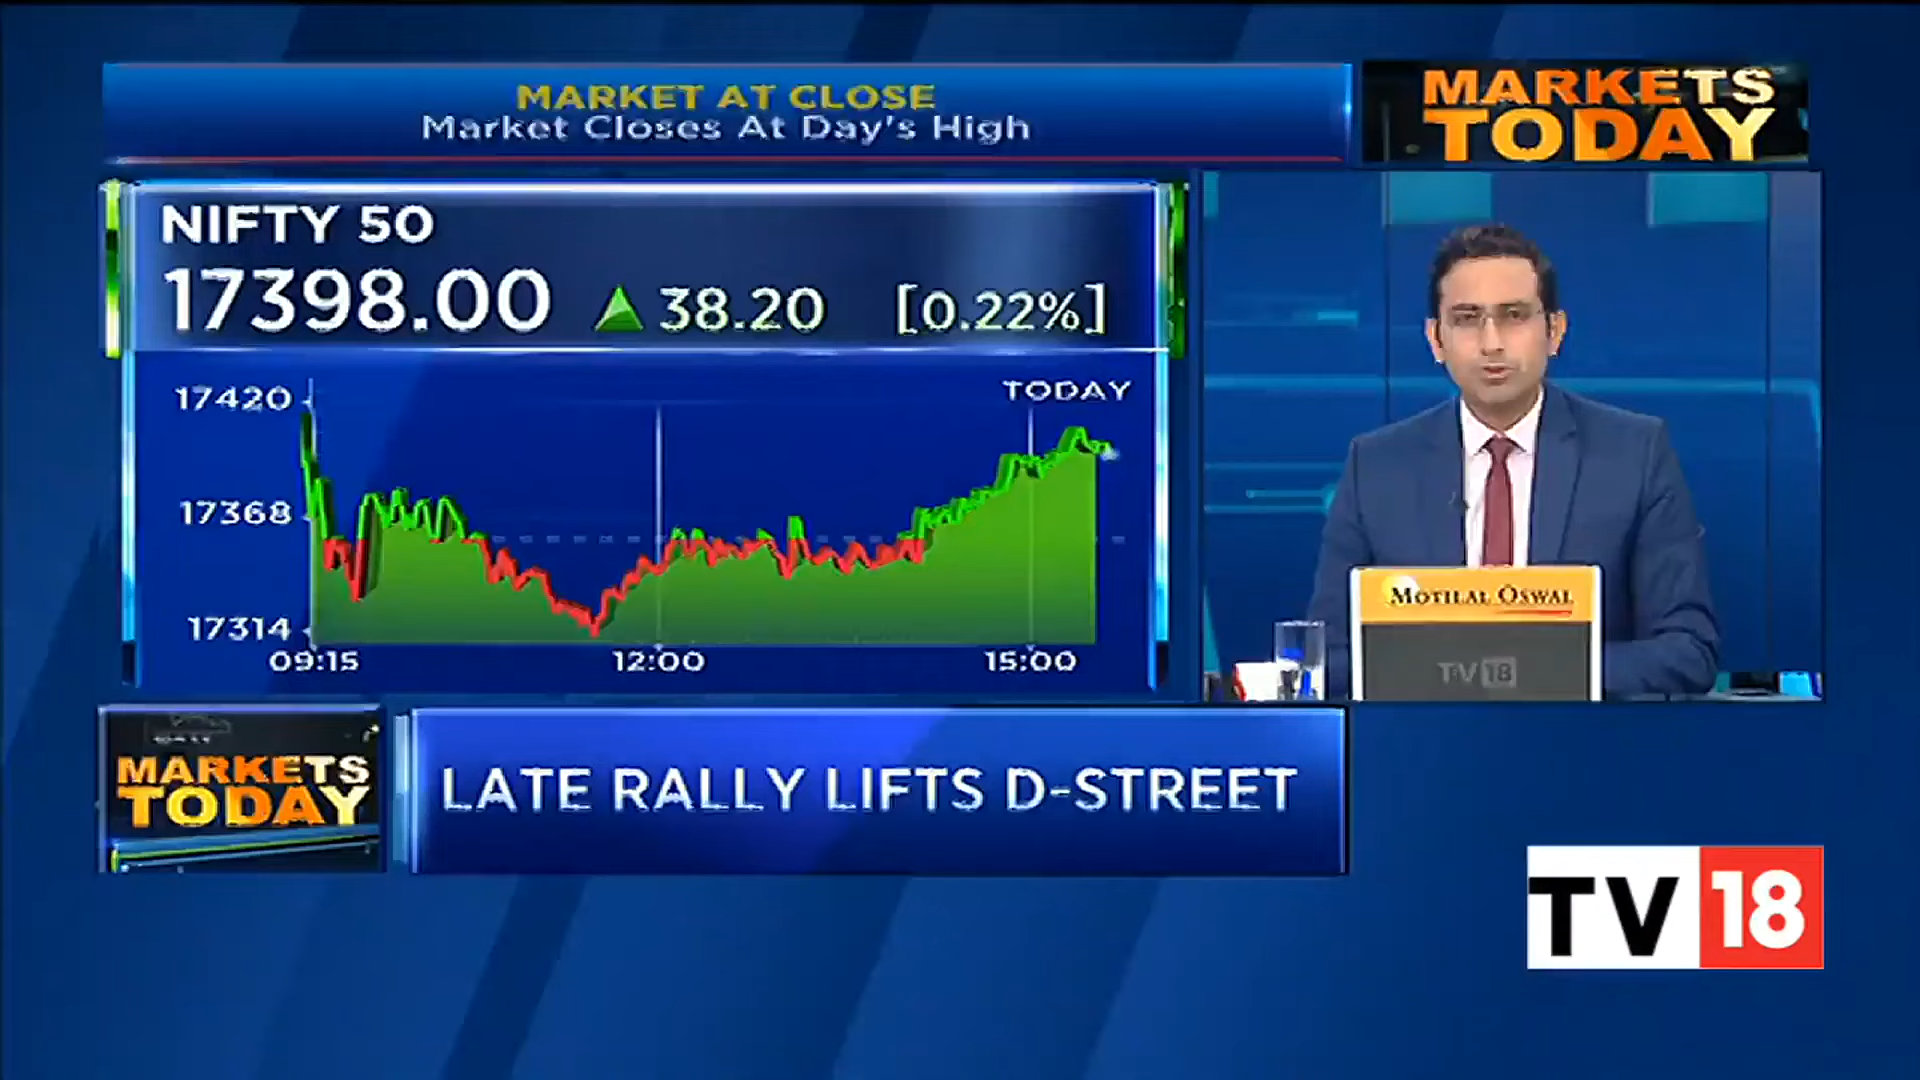 MARKET AT CLOSE
Market Closes At Day's High
MARKETS
TODAY
NIFTY 50
17398.00 ▲ 38.20 [0.22%]
TODAY
17420
17368
17314
09:15 12:00 15:00
MOTILAL OSWAL
TV18
MARKETS
TODAY
LATE RALLY LIFTS D-STREET
TV18